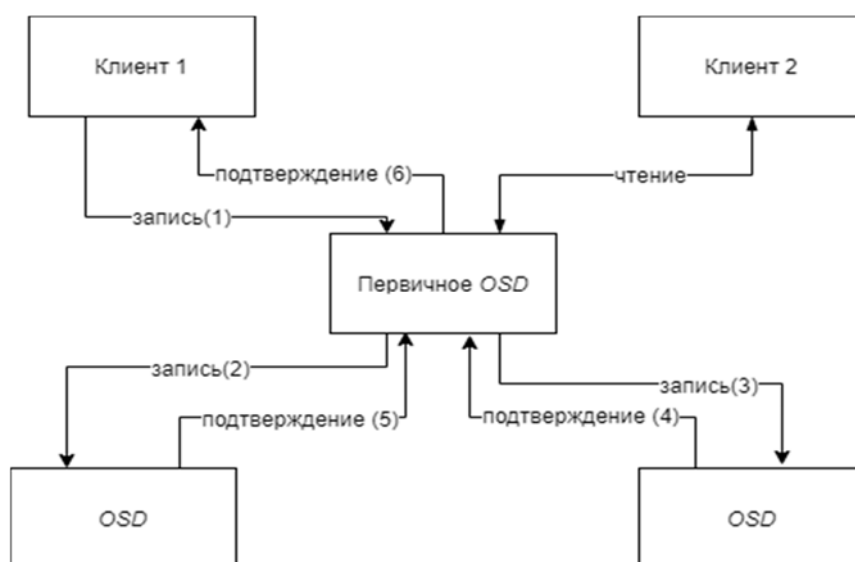 Клиент 1
Клиент 2
подтверждение (6)
чтение
запись(1)
Первичное OSD
запись(2)
запись(3)
подтверждение (5)
подтверждение (4)
OSD
OSD